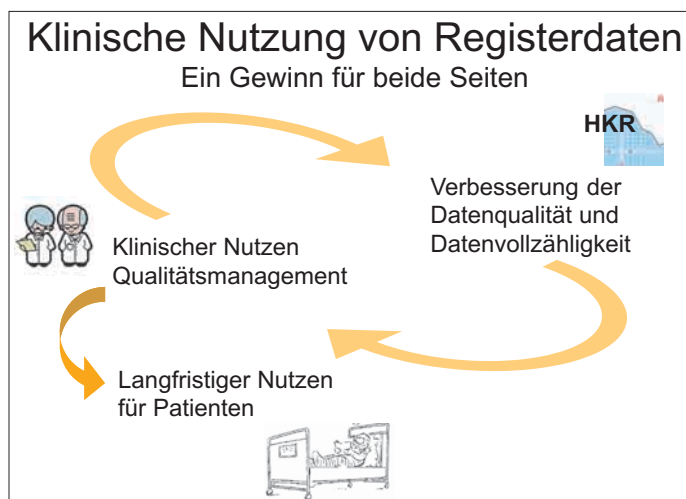 Klinische Nutzung von Registerdaten
Ein Gewinn für beide Seiten
HKR
Verbesserung der
Datenqualität und
Datenvollzähligkeit
Klinischer Nutzen
Qualitätsmanagement
Langfristiger Nutzen
für Patienten